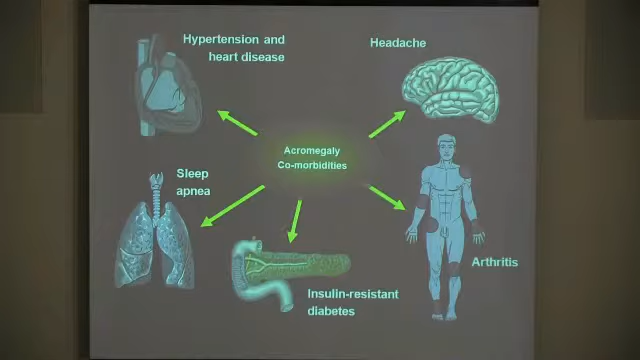 Hypertension and
heart disease
Headache
Acromegaly
Co-morbidities
Sleep
apnea
Arthritis
Insulin-resistant
diabetes